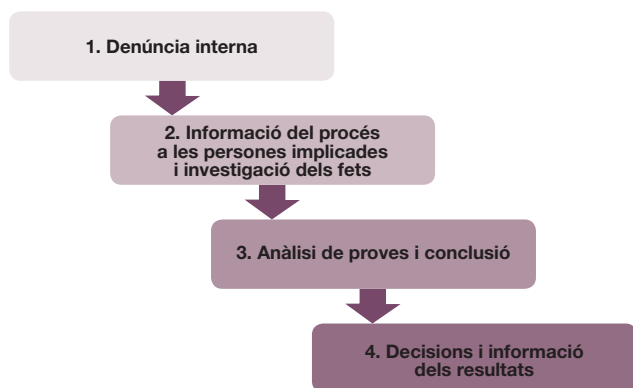 1. Denúncia interna
2. Informació del procés
a les persones implicades
i investigació dels fets
3. Anàlisi de proves i conclusió
4. Decisions i informació
dels resultats